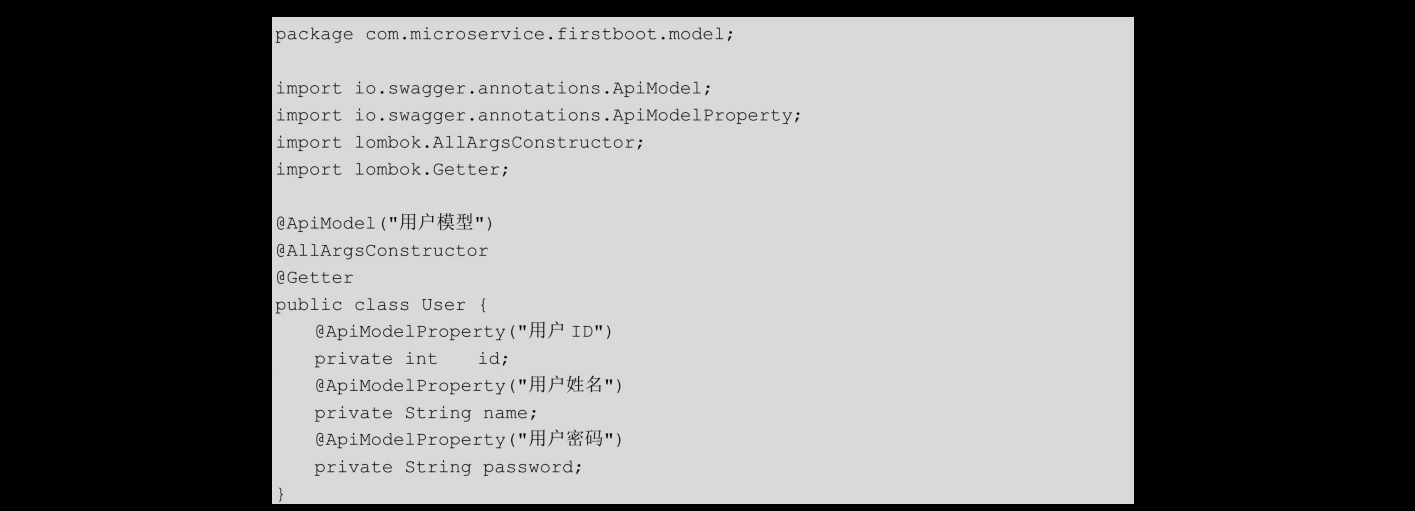 package com.microservice.firstboot.model;
import io.swagger.annotations.ApiModel;
import io.swagger.annotations.ApiModelProperty;
import lombok.AllArgsConstructor;
import lombok.Getter;
@ApiModel("用户模型")
@AllArgsConstructor
@Getter
public class User {
@ApiModelProperty("用户 ID")
private int    id;
@ApiModelProperty("用户姓名")
private String name;
@ApiModelProperty("用户密码")
private String password;
}